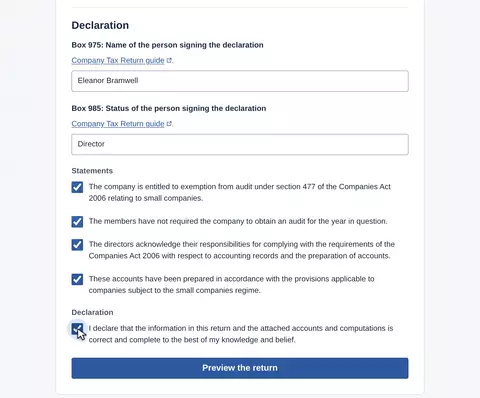 Declaration
Box 975: Name of the person signing the declaration
Company Tax Return guide.
Eleanor Bramwell
Box 985: Status of the person signing the declaration
Company Tax Return guide.
Director
Statements
The company is entitled to exemption from audit under section 477 of the Companies Act
2006 relating to small companies.
The members have not required the company to obtain an audit for the year in question.
The directors acknowledge their responsibilities for complying with the requirements of the
Companies Act 2006 with respect to accounting records and the preparation of accounts.
These accounts have been prepared in accordance with the provisions applicable to
companies subject to the small companies regime.
Declaration
I declare that the information in this return and the attached accounts and computations is
correct and complete to the best of my knowledge and belief.
Preview the return